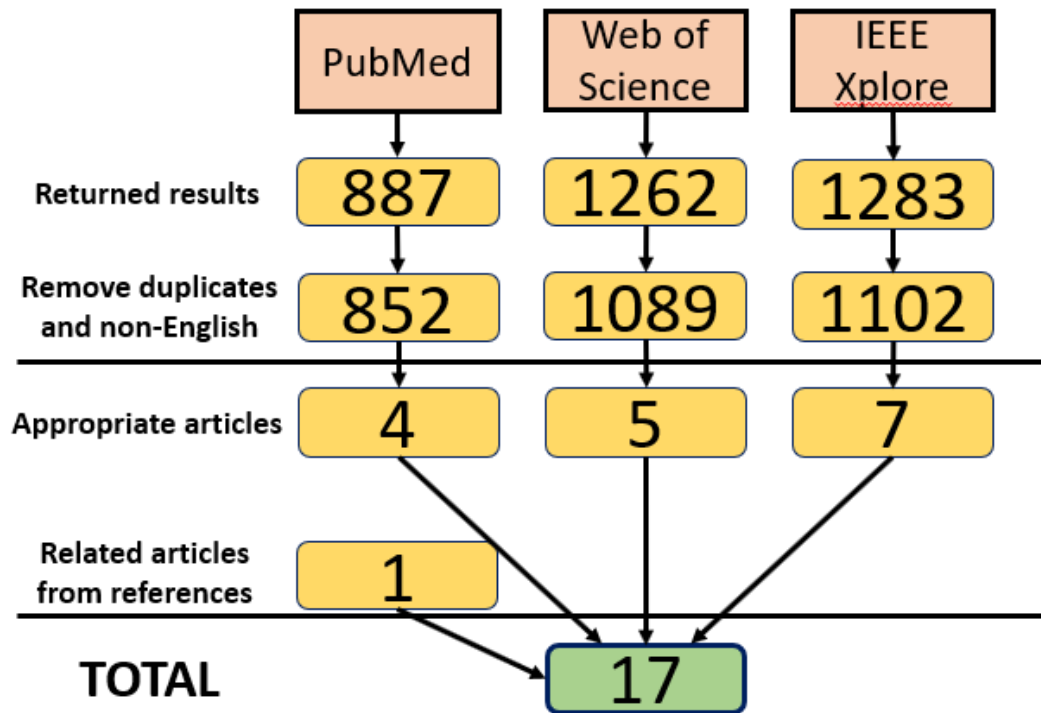 PubMed
Web of
Science
IEEE
Xplore
Returned results
887
1262
1283
Remove duplicates
and non-English
852
1089
1102
Appropriate articles
4
5
7
Related articles
from references
1
TOTAL
17